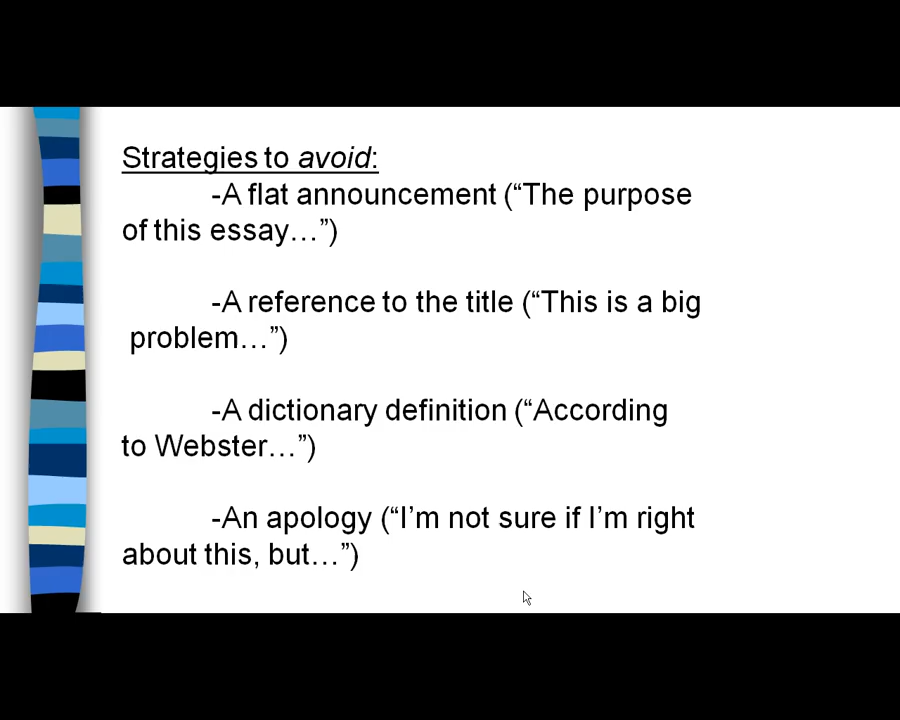 Strategies to avoid:
-A flat announcement (“The purpose
of this essay…”)
-A reference to the title (“This is a big
problem…”)
-A dictionary definition (“According
to Webster…”)
-An apology (“I’m not sure if I’m right
about this, but…”)